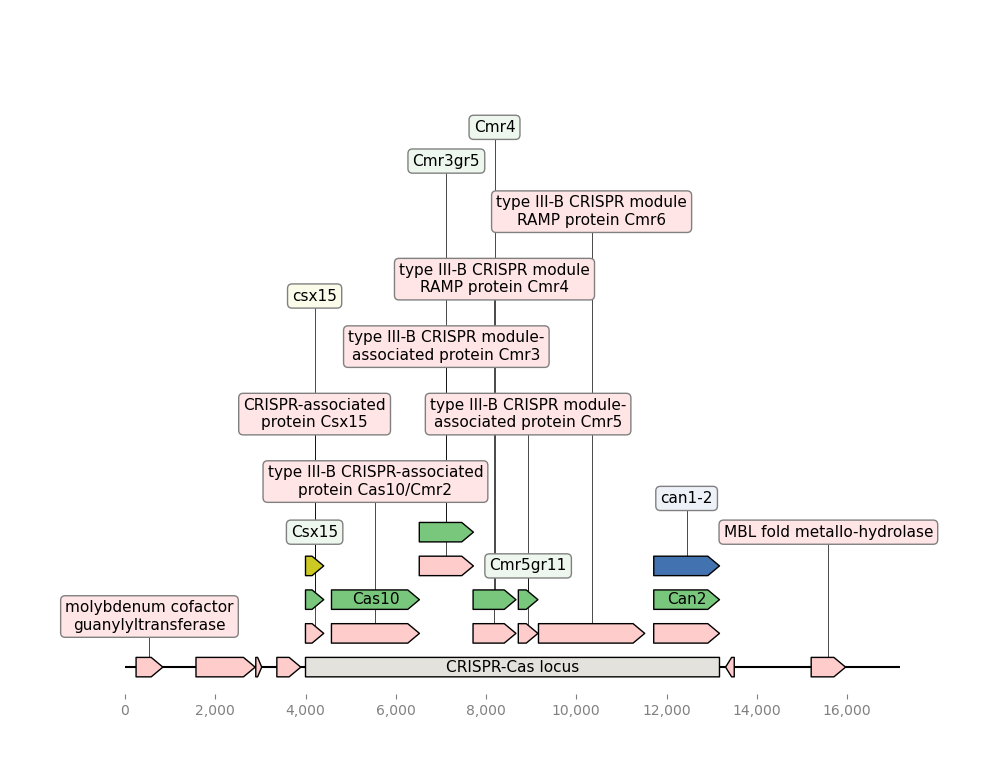 Cmr4
Cmr3gr5
type III-B CRISPR module
RAMP protein Cmr6
type III-B CRISPR module
RAMP protein Cmr4
csx15
type III-B CRISPR module-
associated protein Cmr3
CRISPR-associated
protein Csx15
type III-B CRISPR module-
associated protein Cmr5
type III-B CRISPR-associated
protein Cas10/Cmr2
can1-2
Csx15
MBL fold metallo-hydrolase
Cmr5gr11
Cas10
Can2
molybdenum cofactor
guanylyltransferase
CRISPR-Cas locus
0 2,000 4,000 6,000 8,000 10,000 12,000 14,000 16,000